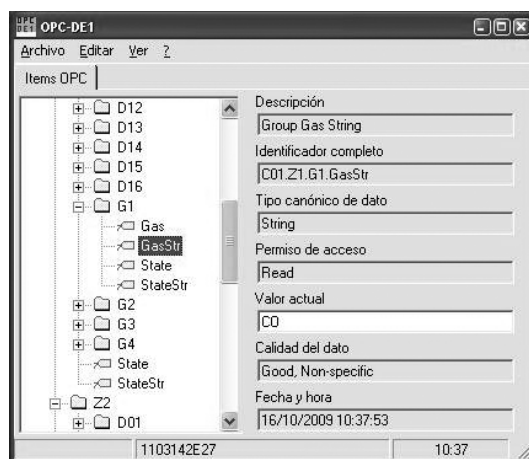 OPC DE1 OPC-DE1
Archivo Editar Ver ?
Items OPC
D12
D13
D14
D15
D16
G1
Gas
GasStr
State
StateStr
G2
G3
G4
State
StateStr
Z2
D01
Descripción
Group Gas String
Identificador completo
C01.Z1.G1.GasStr
Tipo canónico de dato
String
Permiso de acceso
Read
Valor actual
CO
Calidad del dato
Good, Non-specific
Fecha y hora
16/10/2009 10:37:53
1103142E27
10:37